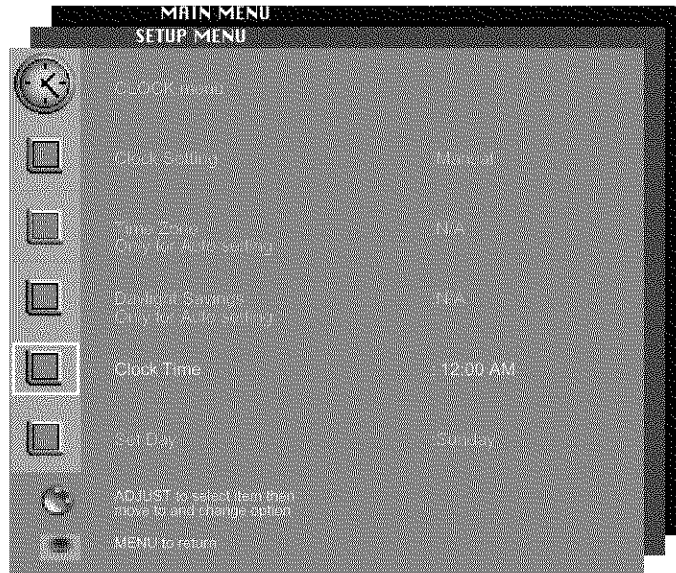 MAIN MENU
SETUP MENU
CLOCK menu
Clock Setting Manual
Time Zone N/A
Only for Auto setting
Daylight Savings N/A
Only for Auto setting
Clock Time 12:00 AM
Set Day Sunday
ADJUST to select item then
move to and change option
MENU to return